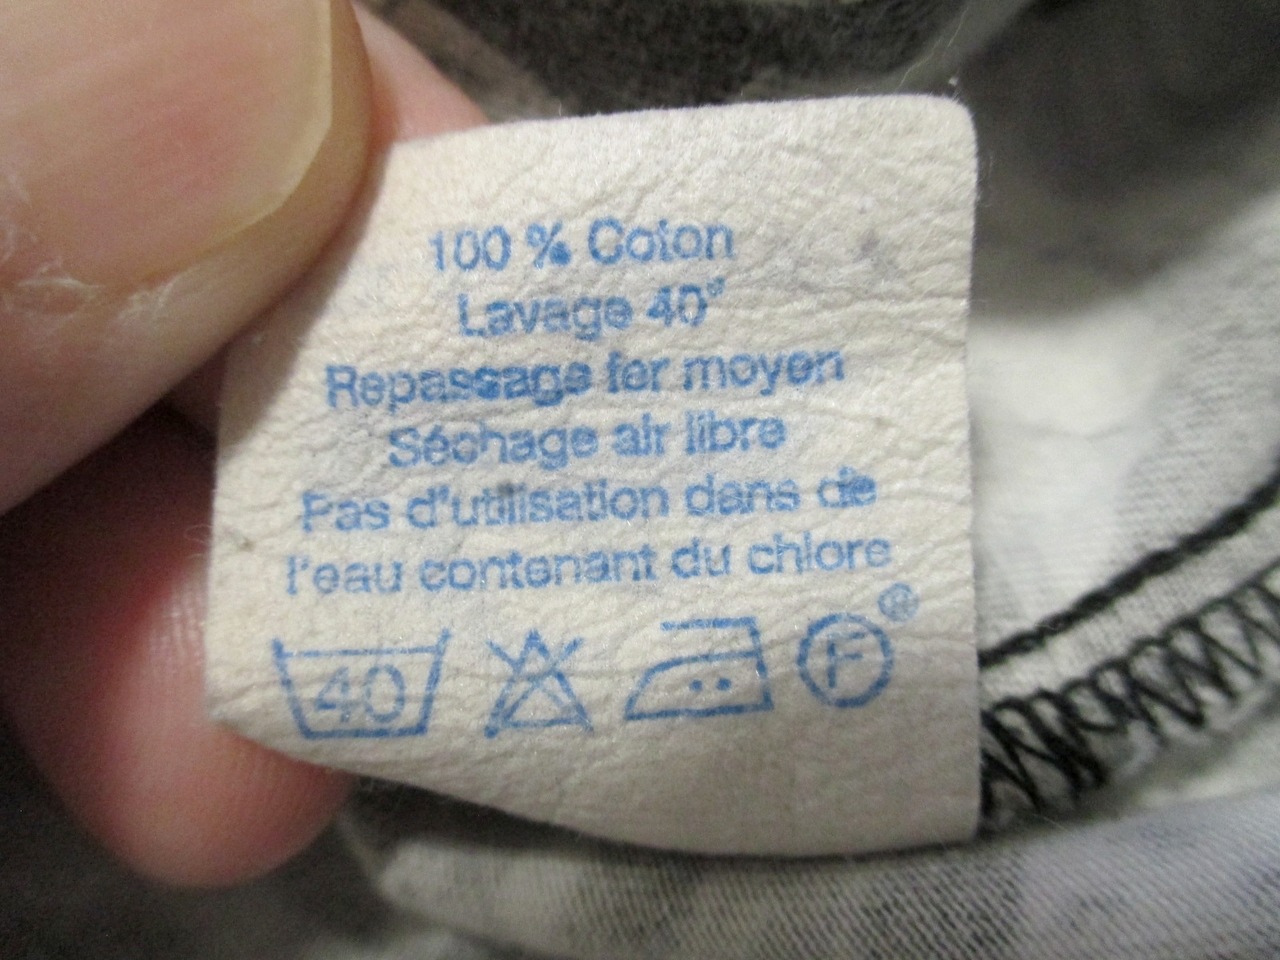 100 % Coton
Lavage 40°
Repassage fer moyen
Séchage air libre
Pas d'utilisation dans de
l'eau contenant du chlore
40 F ®